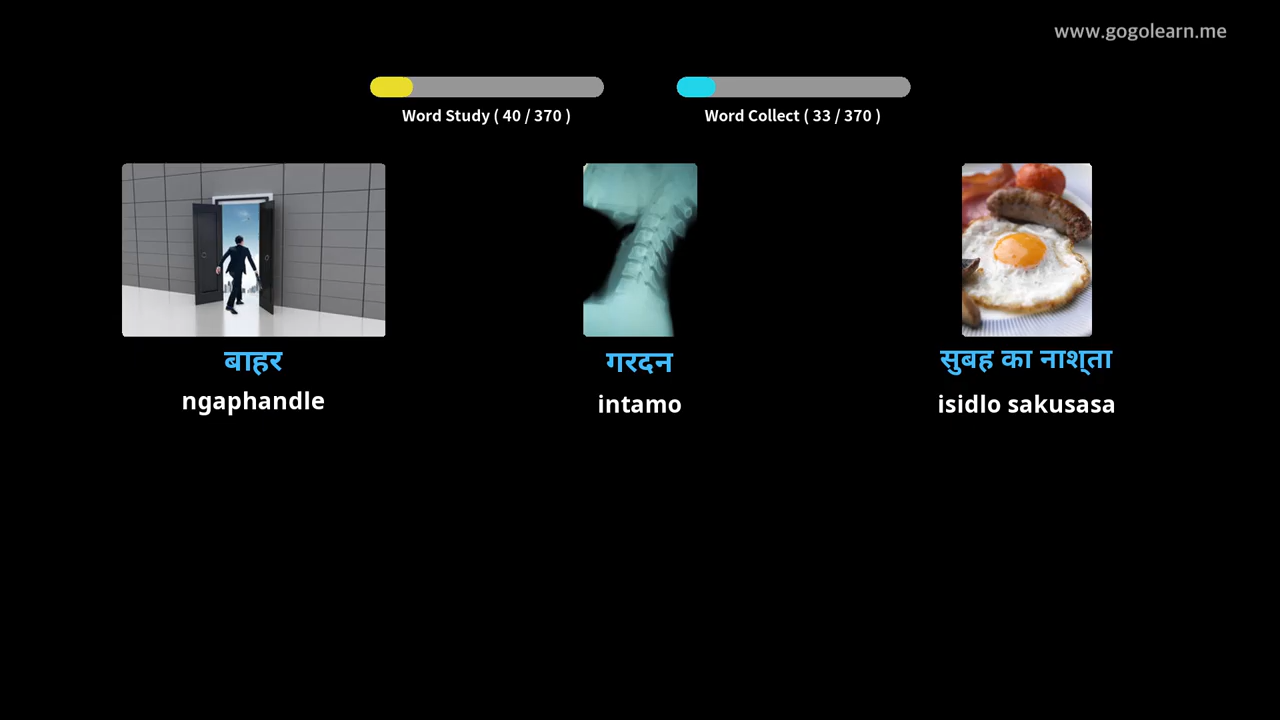 www.gogolearn.me
Word Study ( 40 / 370 )
Word Collect ( 33 / 370 )
बाहर
गरदन
सुबह का नाश्ता
ngaphandle
intamo
isidlo sakusasa